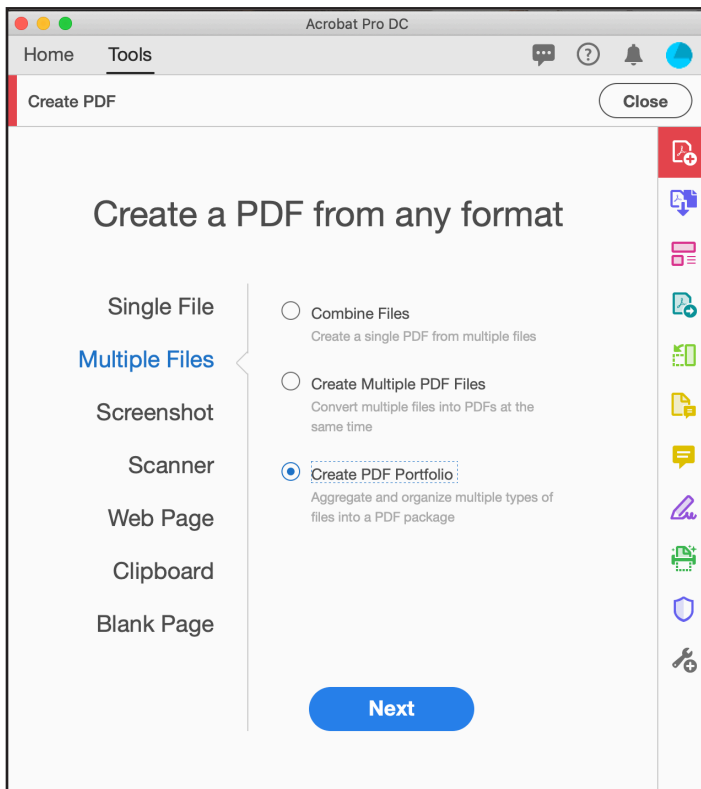 Acrobat Pro DC
Home Tools
Create PDF Close
Create a PDF from any format
Single File
Multiple Files
Screenshot
Scanner
Web Page
Clipboard
Blank Page
Combine Files
Create a single PDF from multiple files
Create Multiple PDF Files
Convert multiple files into PDFs at the
same time
Create PDF Portfolio
Aggregate and organize multiple types of
files into a PDF package
Next